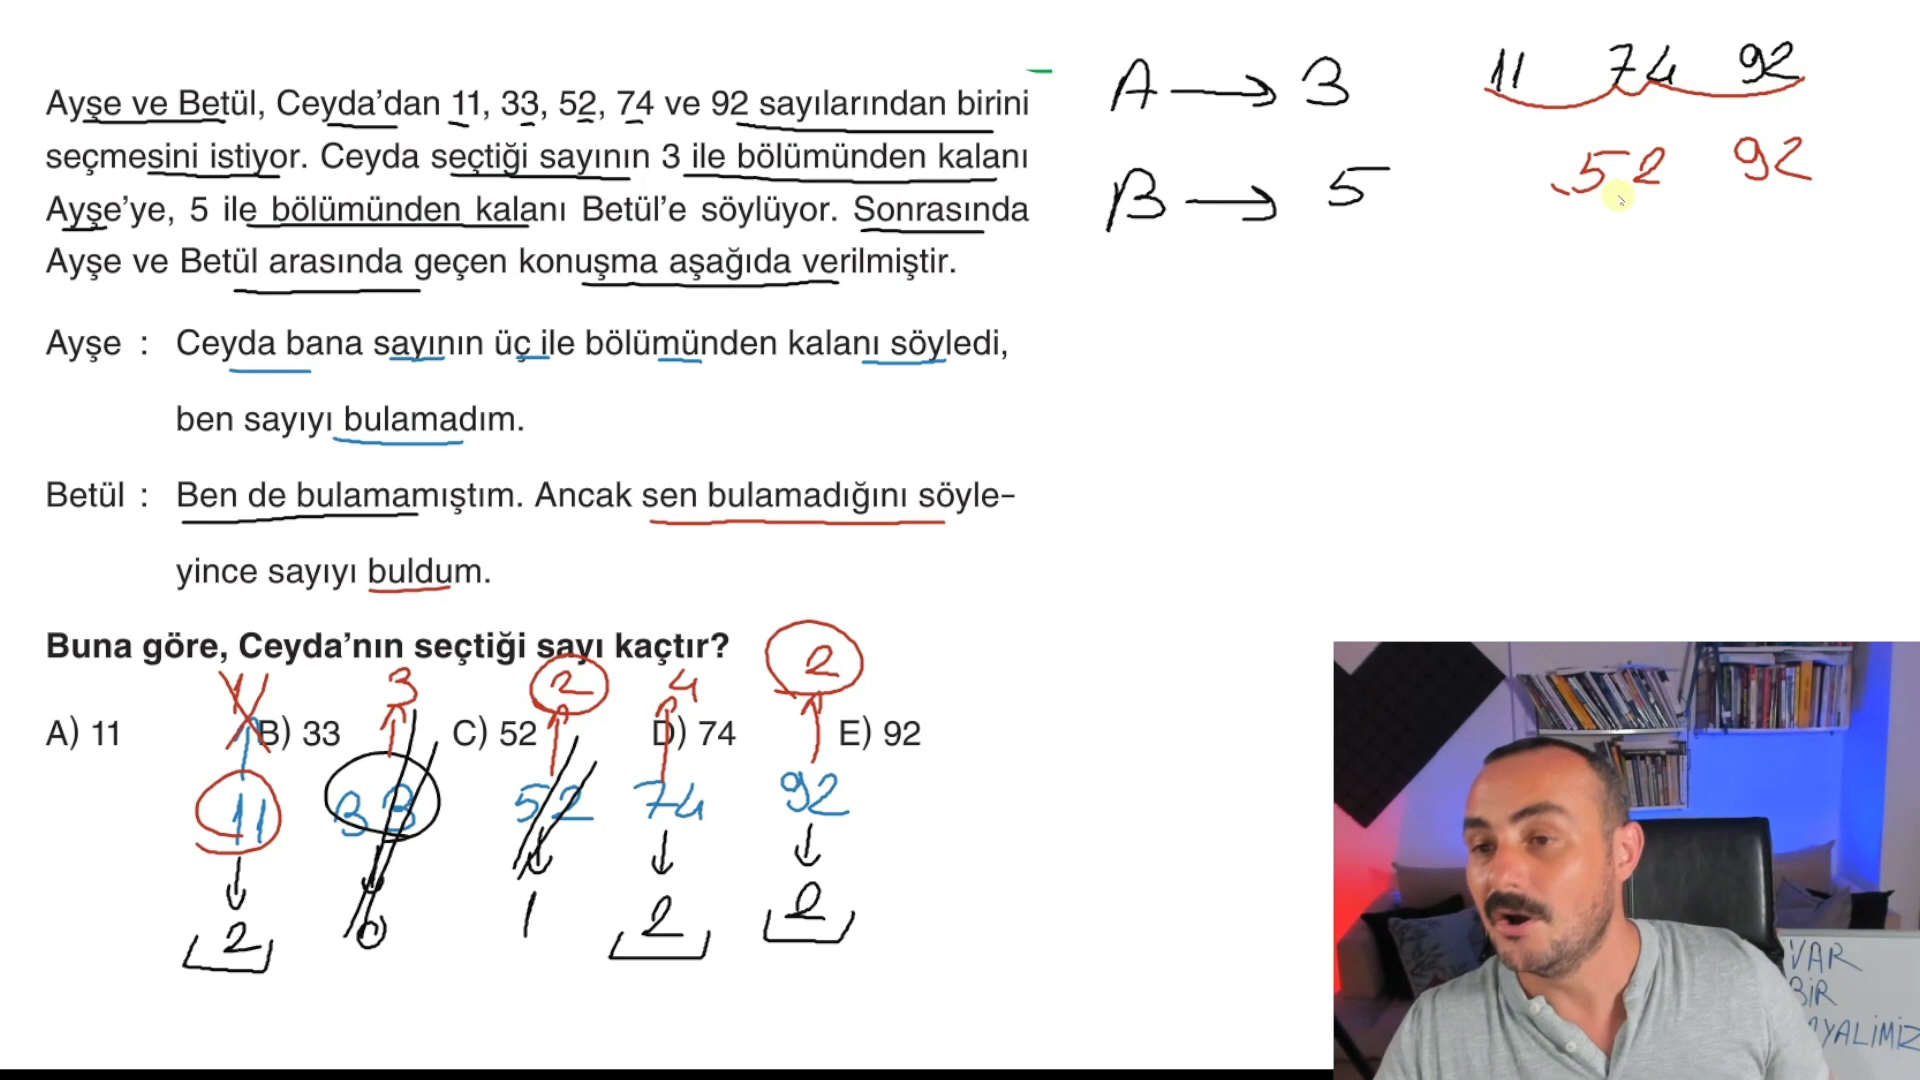 Ayşe ve Betül, Ceyda’dan 11, 33, 52, 74 ve 92 sayılarından birini
seçmesini istiyor. Ceyda seçtiği sayının 3 ile bölümünden kalanı
Ayşe’ye, 5 ile bölümünden kalanı Betül’e söylüyor. Sonrasında
Ayşe ve Betül arasında geçen konuşma aşağıda verilmiştir.
Ayşe : Ceyda bana sayının üç ile bölümünden kalanı söyledi,
ben sayıyı bulamadım.
Betül : Ben de bulamamıştım. Ancak sen bulamadığını söyle-
yince sayıyı buldum.
Buna göre, Ceyda’nın seçtiği sayı kaçtır?
1 3 2 4 2
A) 11 B) 33 C) 52 D) 74 E) 92
11 33 52 74 92
2 0 1 2 2
A → 3
B → 5
11 74 92
52 92
VAR
BİR